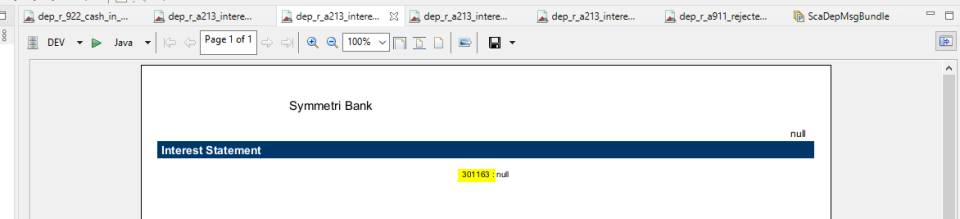 dep_r_922_cash_in_... dep_r_a213_intere... dep_r_a213_intere... dep_r_a213_intere... dep_r_a213_intere... dep_r_a911_rejecte... ScaDepMsgBundle
DEV Java Page 1 of 1 100%
Symmetri Bank
null
Interest Statement
301163 : null